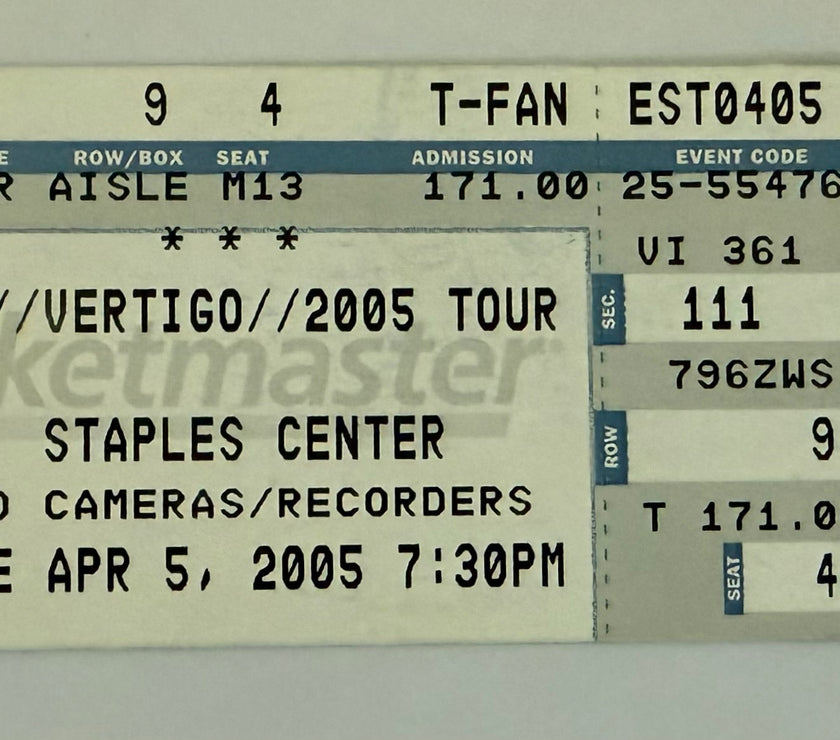 9 4 T-FAN EST0405
E ROW/BOX SEAT ADMISSION EVENT CODE
R AISLE M13 171.00 25-55476
* * * VI 361
//VERTIGO//2005 TOUR SEC. 111
ketmaster 796ZWS
STAPLES CENTER ROW 9
O CAMERAS/RECORDERS T 171.0
E APR 5, 2005 7:30PM SEAT 4